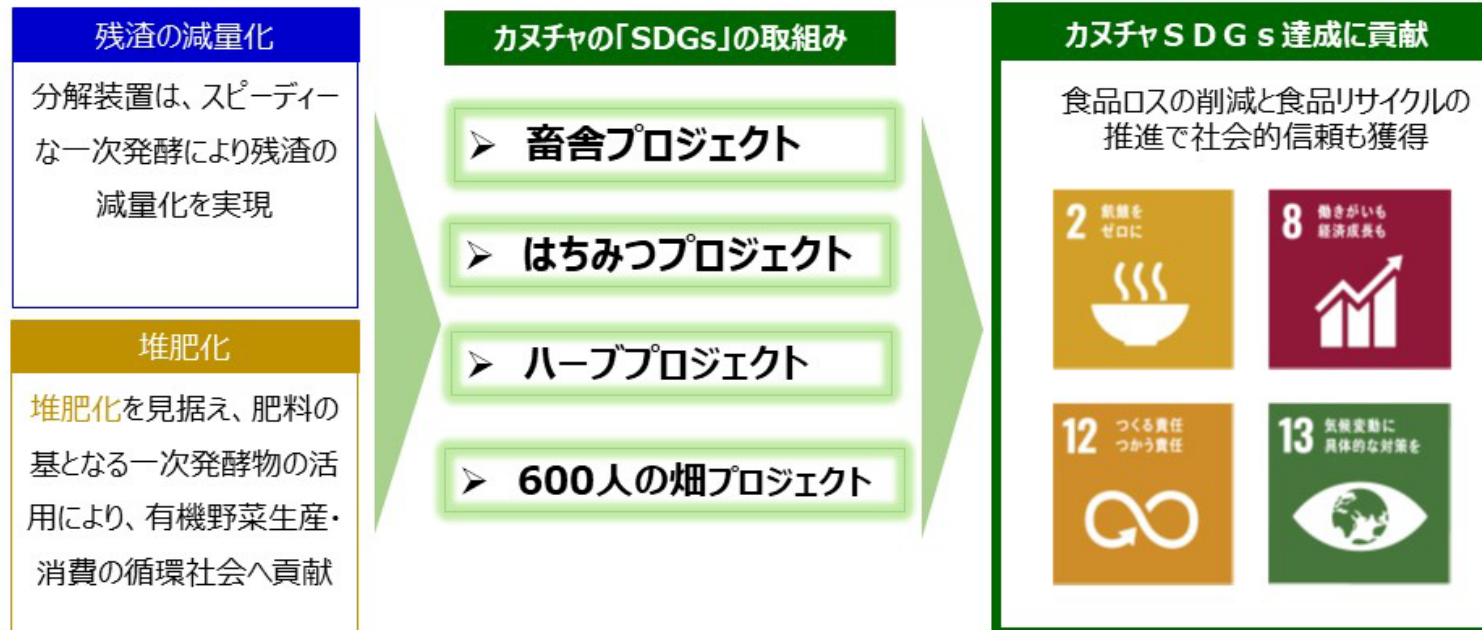 残渣の減量化
分解装置は、スピーディー
な一次発酵により残渣の
減量化を実現
堆肥化
堆肥化を見据え、肥料の
基となる一次発酵物の活
用により、有機野菜生産・
消費の循環社会へ貢献
カヌチャの「SDGs」の取組み
➢ 畜舎プロジェクト
➢ はちみつプロジェクト
➢ ハーブプロジェクト
➢ 600人の畑プロジェクト
カヌチャSDGs達成に貢献
食品ロスの削減と食品リサイクルの
推進で社会的信頼も獲得
2 飢餓を
ゼロに
8 働きがいも
経済成長も
12 つくる責任
つかう責任
13 気候変動に
具体的な対策を